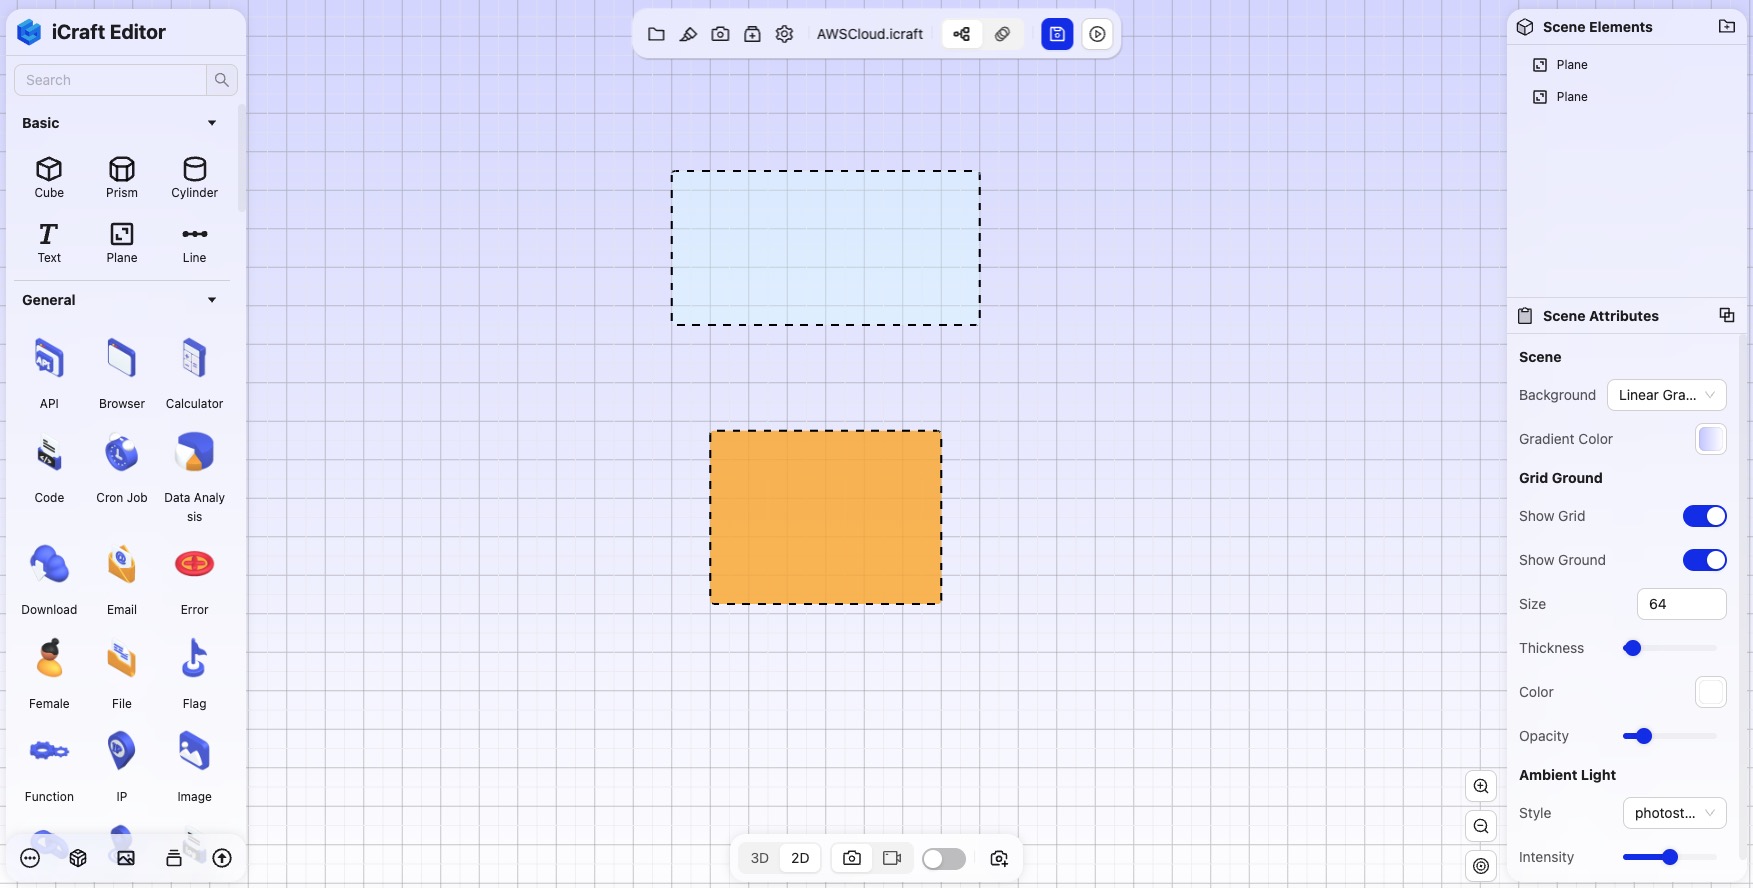 iCraft Editor
Search
Basic
Cube
Prism
Cylinder
Text
Plane
Line
General
API
Browser
Calculator
Code
Cron Job
Data Analy
sis
Download
Email
Error
Female
File
Flag
Function
IP
Image
AWSCloud.icraft
3D
2D
Scene Elements
Plane
Plane
Scene Attributes
Scene
Background
Linear Gra...
Gradient Color
Grid Ground
Show Grid
Show Ground
Size
64
Thickness
Color
Opacity
Ambient Light
Style
photost...
Intensity